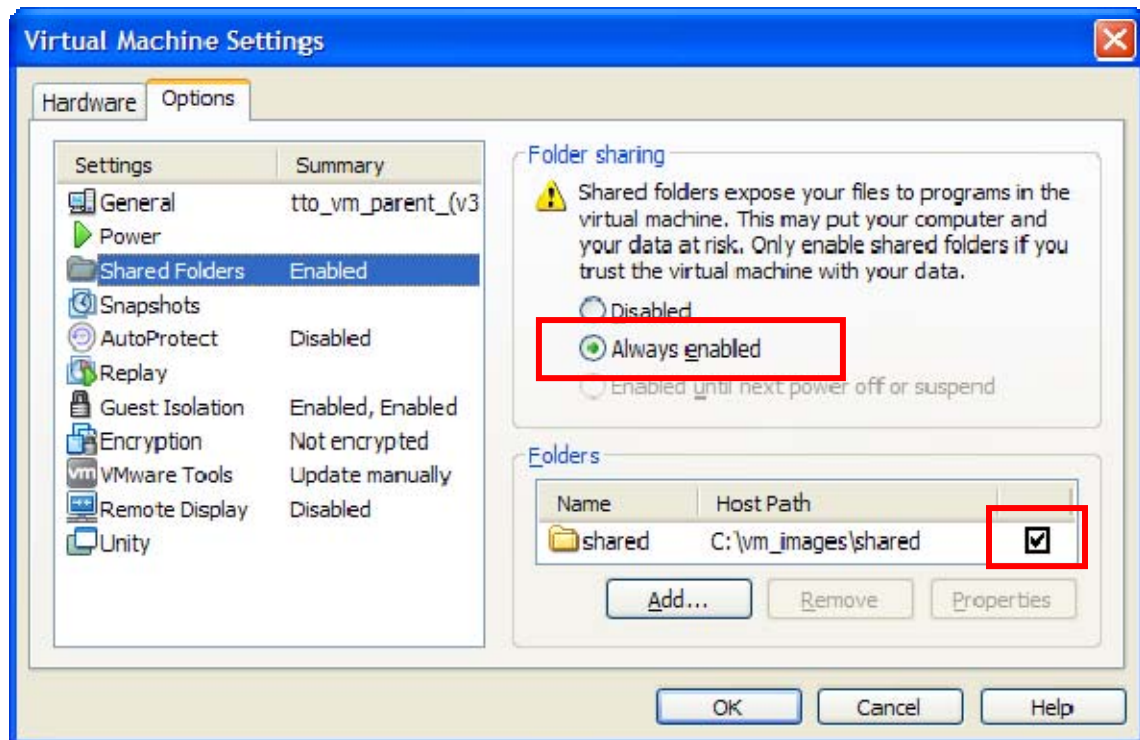 Virtual Machine Settings
Hardware Options
Settings Summary
General tto_vm_parent_(v3
Power
Shared Folders Enabled
Snapshots
AutoProtect Disabled
Replay
Guest Isolation Enabled, Enabled
Encryption Not encrypted
VMware Tools Update manually
Remote Display Disabled
Unity
Folder sharing
Shared folders expose your files to programs in the
virtual machine. This may put your computer and
your data at risk. Only enable shared folders if you
trust the virtual machine with your data.
Disabled
Always enabled
Enabled until next power off or suspend
Folders
Name Host Path
shared C:\vm_images\shared
Add... Remove Properties
OK Cancel Help